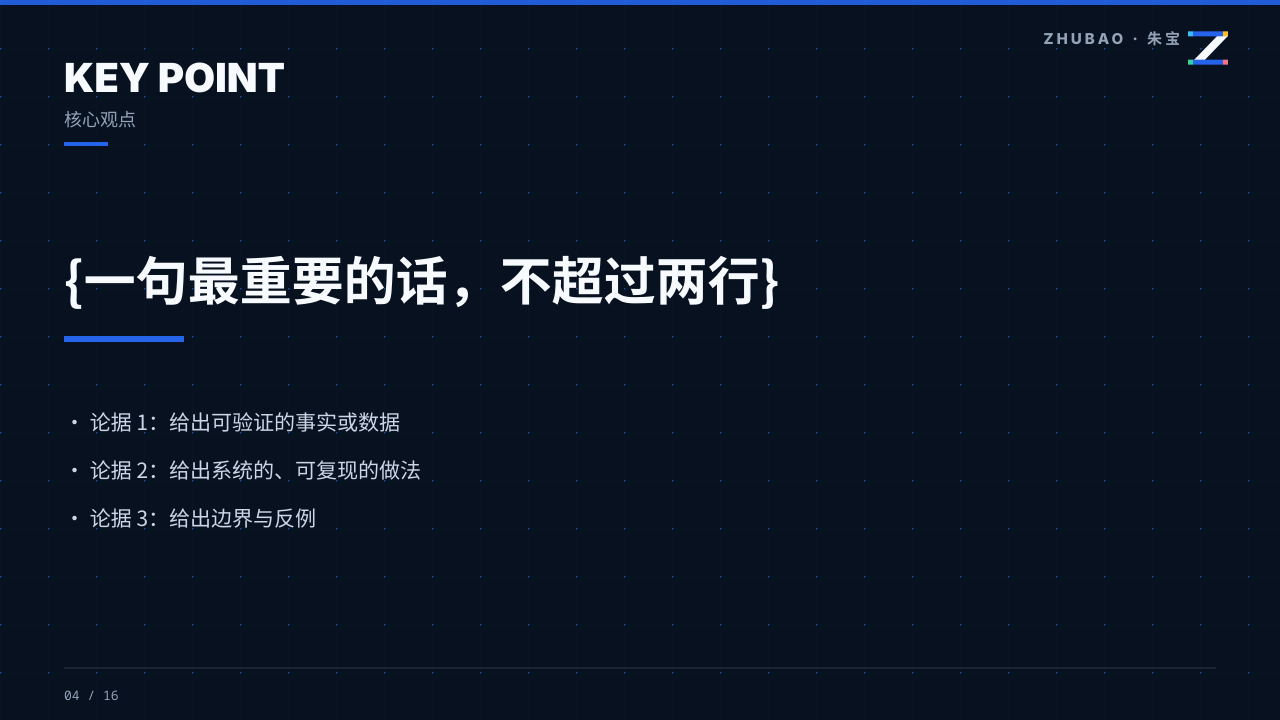 ZHUBAO · 朱宝
KEY POINT
核心观点
{一句最重要的话，不超过两行}
· 论据 1：给出可验证的事实或数据
· 论据 2：给出系统的、可复现的做法
· 论据 3：给出边界与反例
04 / 16